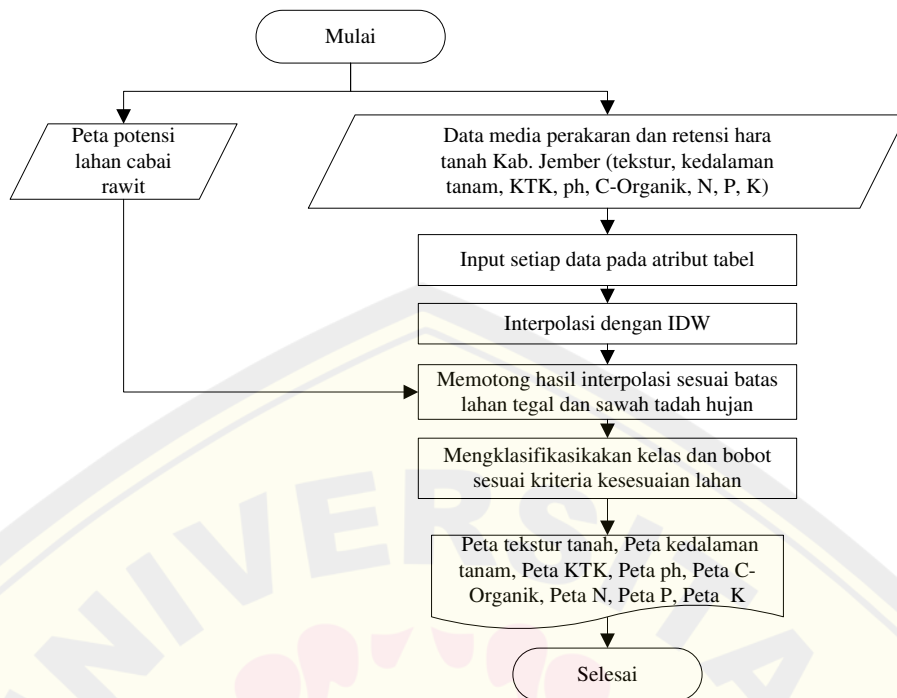 Mulai
Peta potensi
lahan cabai
rawit
Data media perakaran dan retensi hara
tanah Kab. Jember (tekstur, kedalaman
tanam, KTK, ph, C-Organik, N, P, K)
Input setiap data pada atribut tabel
Interpolasi dengan IDW
Memotong hasil interpolasi sesuai batas
lahan tegal dan sawah tadah hujan
Mengklasifikasikakan kelas dan bobot
sesuai kriteria kesesuaian lahan
Peta tekstur tanah, Peta kedalaman
tanam, Peta KTK, Peta ph, Peta C-
Organik, Peta N, Peta P, Peta K
Selesai
NIVERSITA